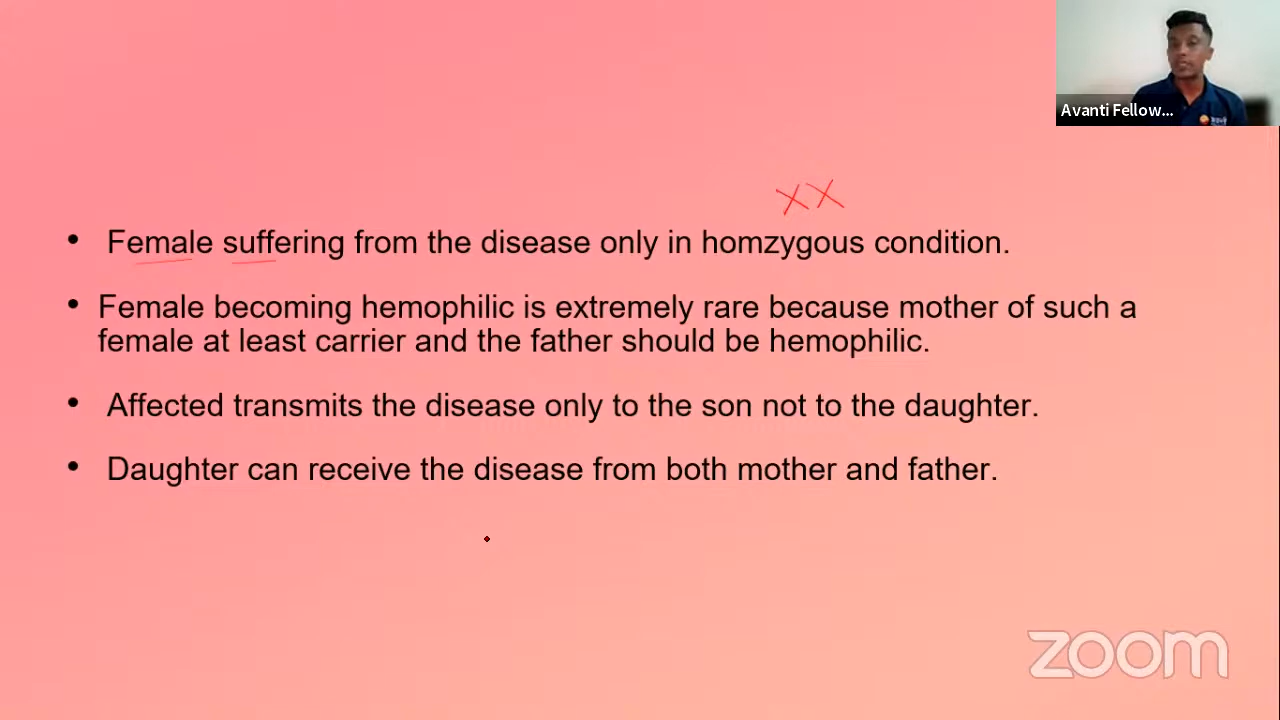 Avanti Fellow...
XX
• Female suffering from the disease only in homzygous condition.
• Female becoming hemophilic is extremely rare because mother of such a
female at least carrier and the father should be hemophilic.
• Affected transmits the disease only to the son not to the daughter.
• Daughter can receive the disease from both mother and father.
zoom